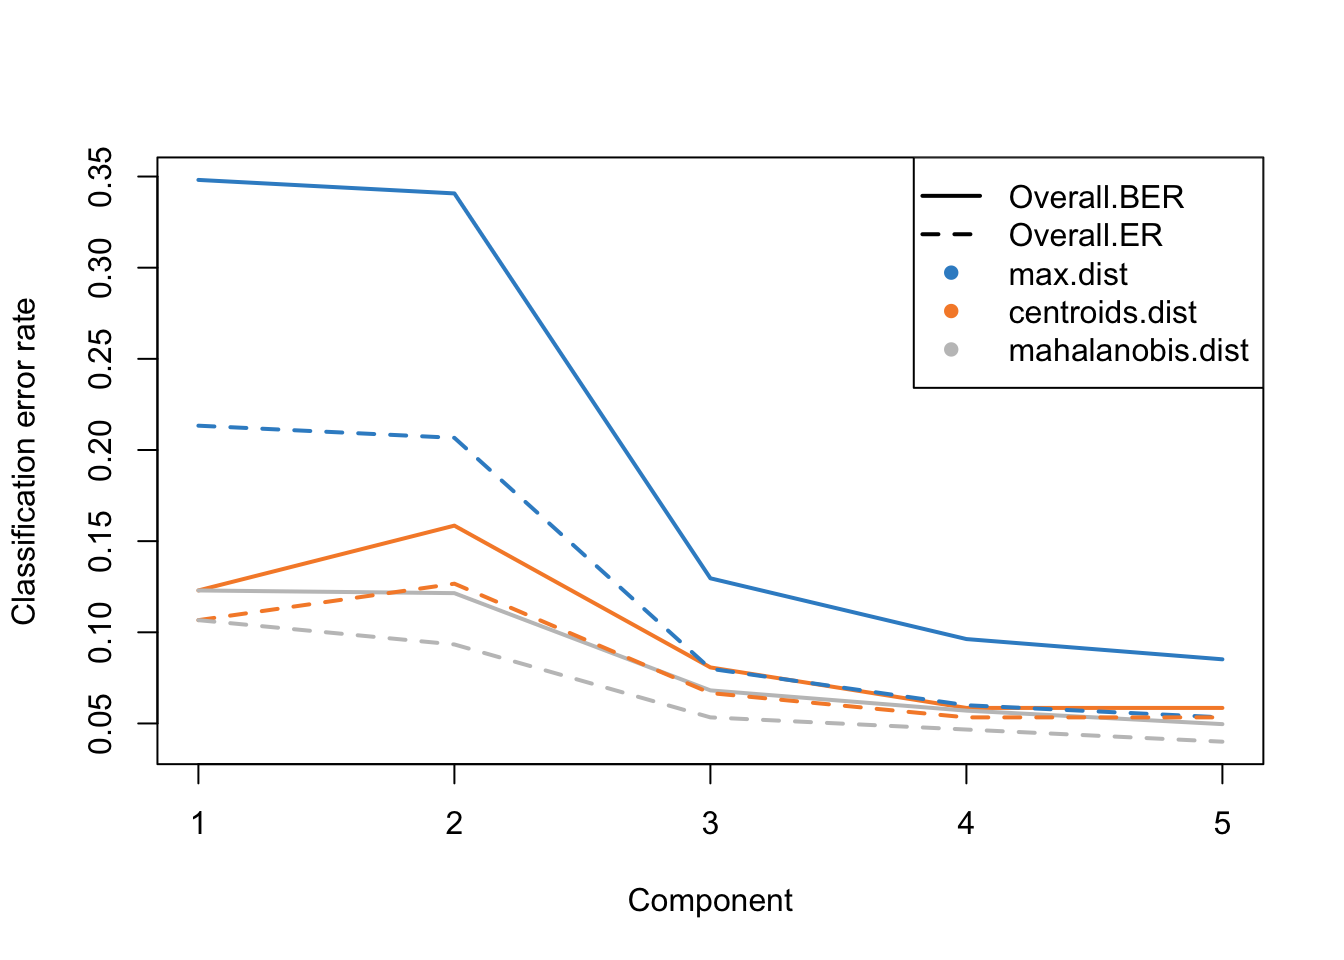 Classification error rate
0.35
0.30
0.25
0.20
0.15
0.10
0.05
Overall.BER
Overall.ER
max.dist
centroids.dist
mahalanobis.dist
1 2 3 4 5
Component